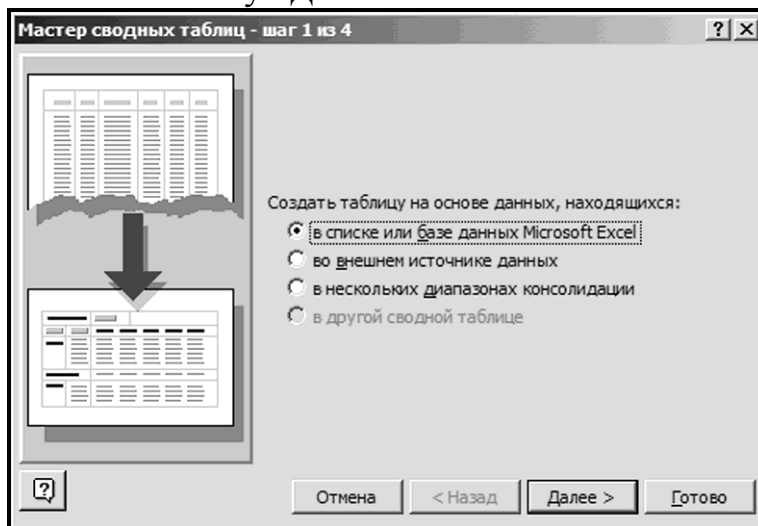 Мастер сводных таблиц - шаг 1 из 4
Создать таблицу на основе данных, находящихся:
в списке или базе данных Microsoft Excel
во внешнем источнике данных
в нескольких диапазонах консолидации
в другой сводной таблице
Отмена < Назад Далее > Готово